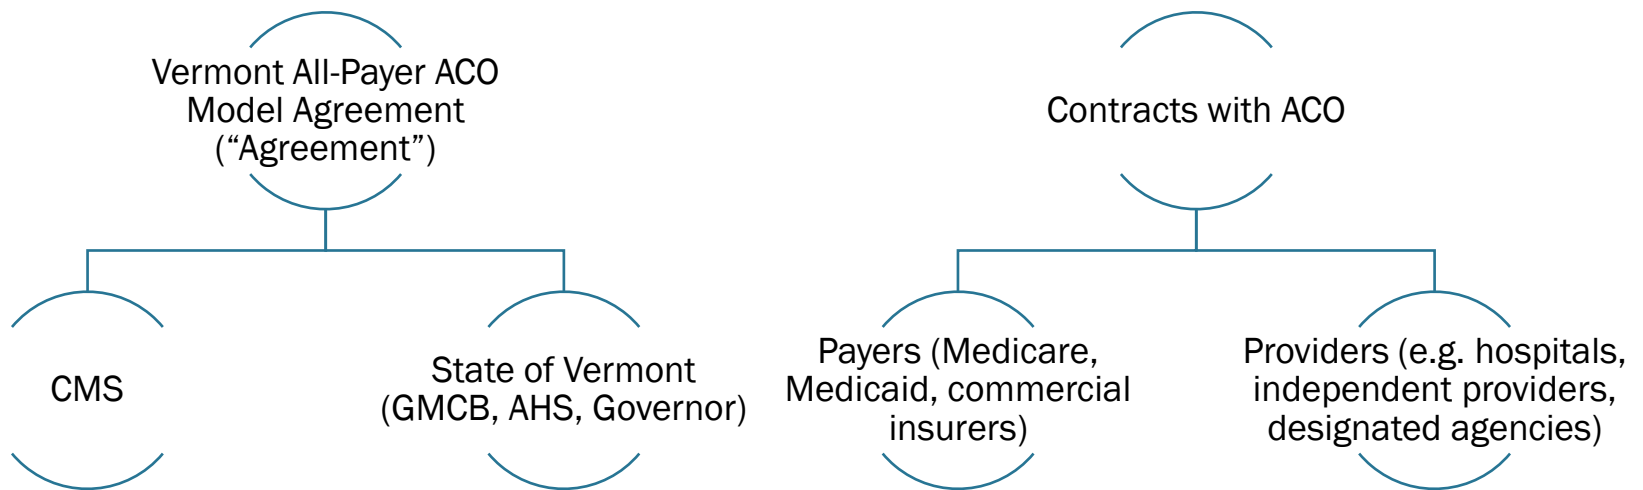 Vermont All-Payer ACO
Model Agreement
(“Agreement”)
Contracts with ACO
CMS
State of Vermont
(GMCB, AHS, Governor)
Payers (Medicare,
Medicaid, commercial
insurers)
Providers (e.g. hospitals,
independent providers,
designated agencies)